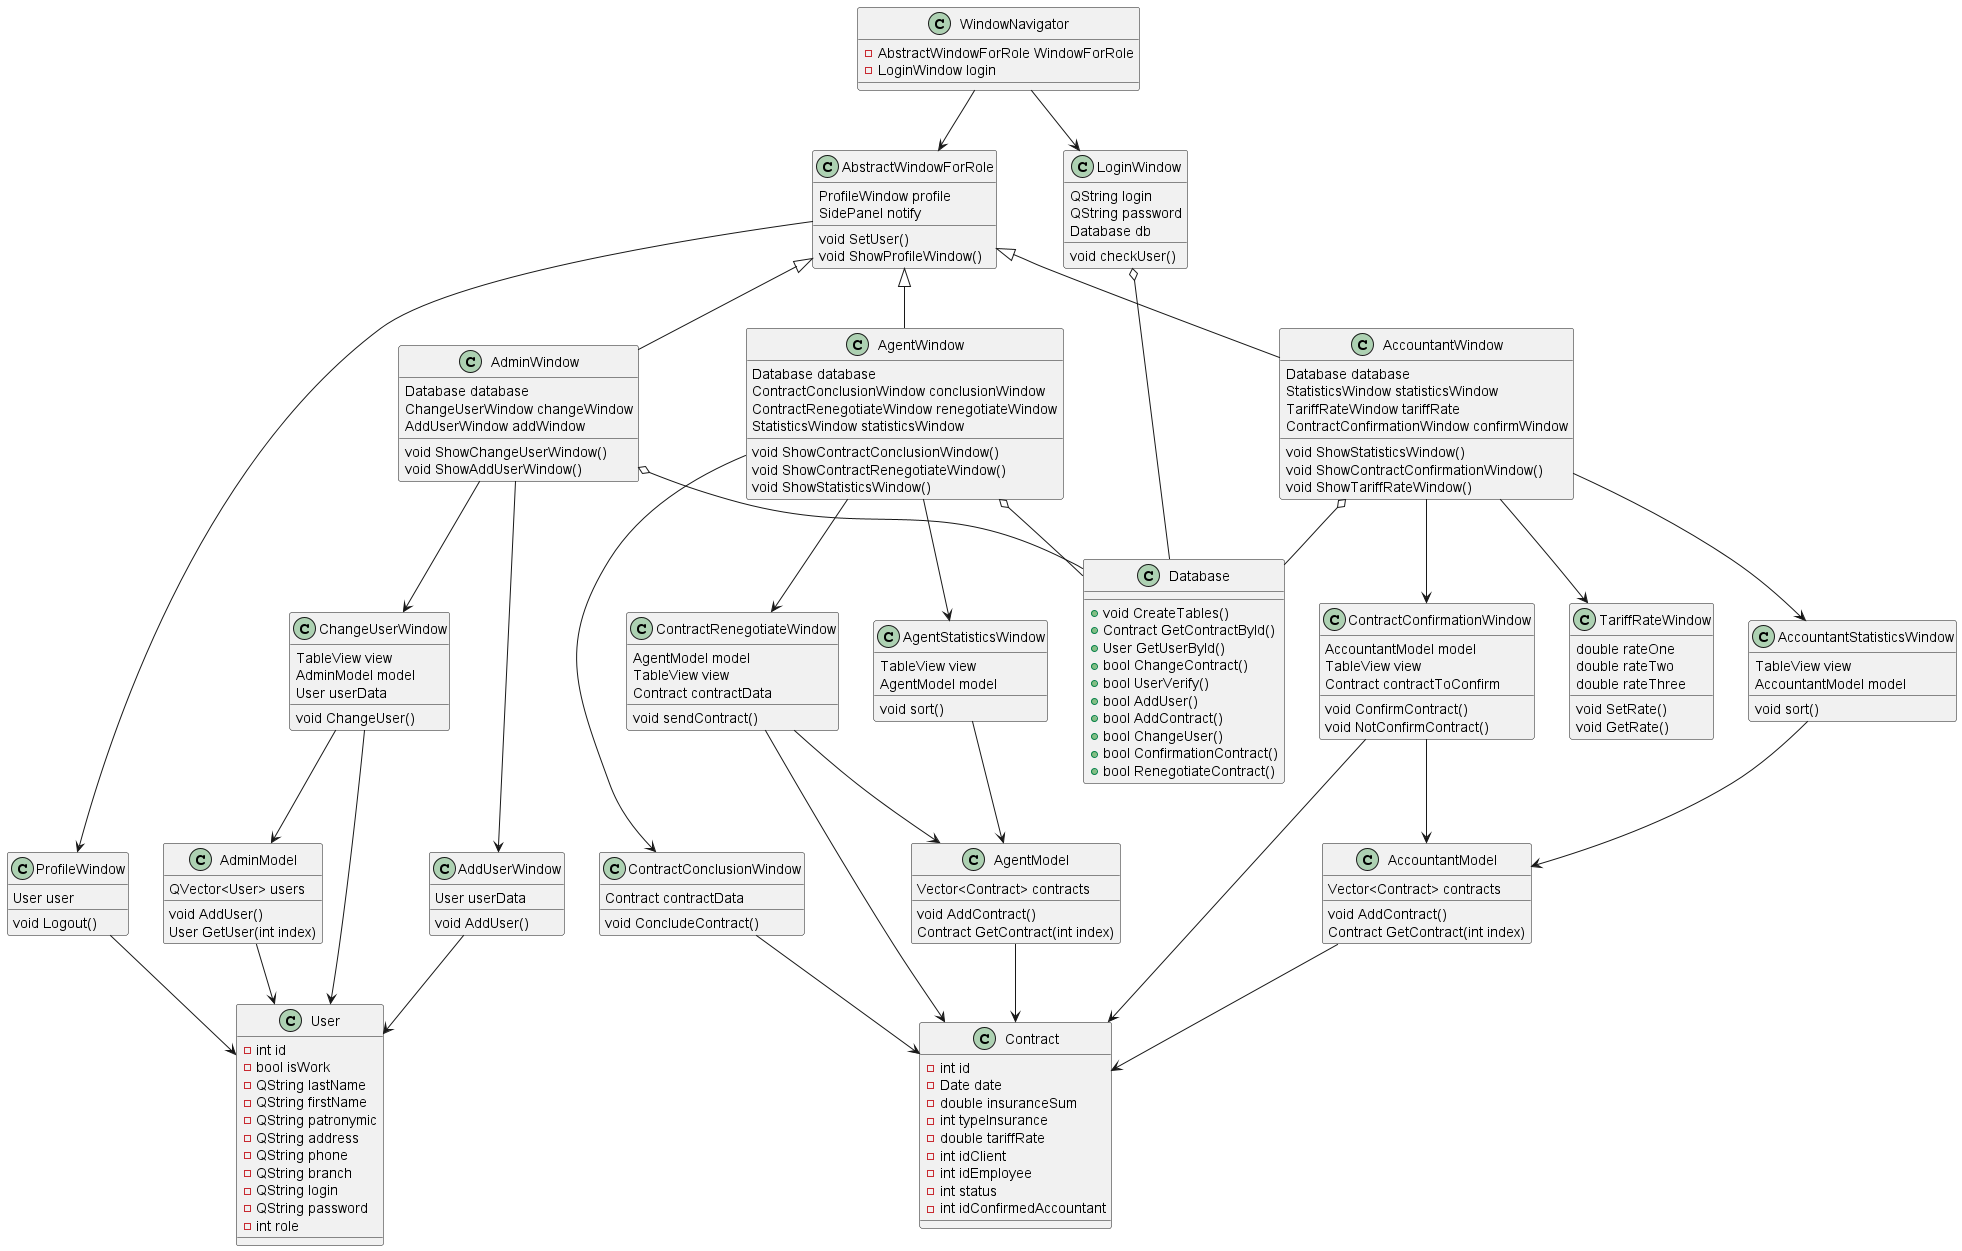 C WindowNavigator
AbstractWindowForRole WindowForRole
LoginWindow login
C AbstractWindowForRole
ProfileWindow profile
SidePanel notify
void SetUser()
void ShowProfileWindow()
C LoginWindow
QString login
QString password
Database db
void checkUser()
C AdminWindow
Database database
ChangeUserWindow changeWindow
AddUserWindow addWindow
void ShowChangeUserWindow()
void ShowAddUserWindow()
C AgentWindow
Database database
ContractConclusionWindow conclusionWindow
ContractRenegotiateWindow renegotiateWindow
StatisticsWindow statisticsWindow
void ShowContractConclusionWindow()
void ShowContractRenegotiateWindow()
void ShowStatisticsWindow()
C AccountantWindow
Database database
StatisticsWindow statisticsWindow
TariffRateWindow tariffRate
ContractConfirmationWindow confirmWindow
void ShowStatisticsWindow()
void ShowContractConfirmationWindow()
void ShowTariffRateWindow()
C ChangeUserWindow
TableView view
AdminModel model
User userData
void ChangeUser()
C ContractRenegotiateWindow
AgentModel model
TableView view
Contract contractData
void sendContract()
C AgentStatisticsWindow
TableView view
AgentModel model
void sort()
C Database
void CreateTables()
Contract GetContractById()
User GetUserById()
bool ChangeContract()
bool UserVerify()
bool AddUser()
bool AddContract()
bool ChangeUser()
bool ConfirmationContract()
bool RenegotiateContract()
C ContractConfirmationWindow
AccountantModel model
TableView view
Contract contractToConfirm
void ConfirmContract()
void NotConfirmContract()
C TariffRateWindow
double rateOne
double rateTwo
double rateThree
void SetRate()
void GetRate()
C AccountantStatisticsWindow
TableView view
AccountantModel model
void sort()
C ProfileWindow
User user
void Logout()
C AdminModel
QVector<User> users
void AddUser()
User GetUser(int index)
C AddUserWindow
User userData
void AddUser()
C ContractConclusionWindow
Contract contractData
void ConcludeContract()
C AgentModel
Vector<Contract> contracts
void AddContract()
Contract GetContract(int index)
C AccountantModel
Vector<Contract> contracts
void AddContract()
Contract GetContract(int index)
C User
int id
bool isWork
QString lastName
QString firstName
QString patronymic
QString address
QString phone
QString branch
QString login
QString password
int role
C Contract
int id
Date date
double insuranceSum
int typeInsurance
double tariffRate
int idClient
int idEmployee
int status
int idConfirmedAccountant